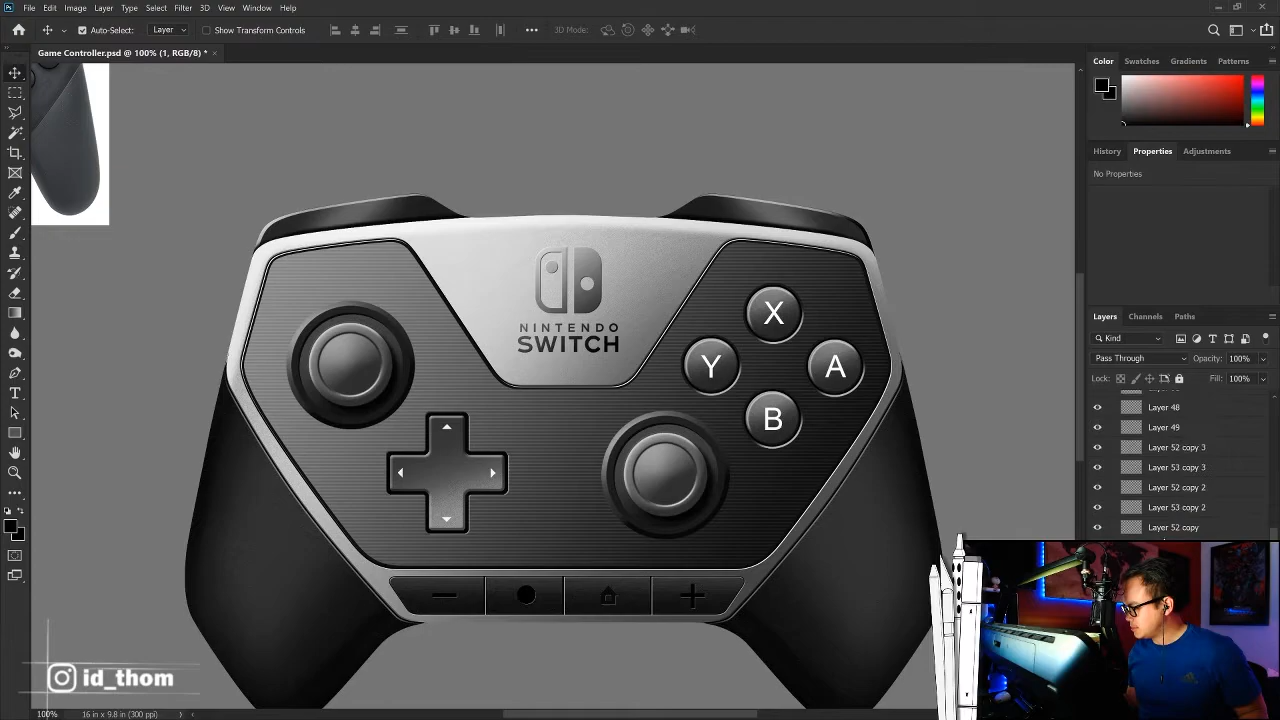 Ps File Edit Image Layer Type Select Filter 3D View Window Help
Auto-Select: Layer Show Transform Controls 3D Mode:
Game Controller.psd @ 100% (1, RGB/8) *
Color Swatches Gradients Patterns
History Properties Adjustments
No Properties
NINTENDO
SWITCH
X
Y
A
B
Layers Channels Paths
Kind
Pass Through Opacity: 100%
Lock: Fill: 100%
Layer 48
Layer 49
Layer 52 copy 3
Layer 53 copy 3
Layer 52 copy 2
Layer 53 copy 2
Layer 52 copy
id_thom
100% 16 in x 9.8 in (300 ppi)